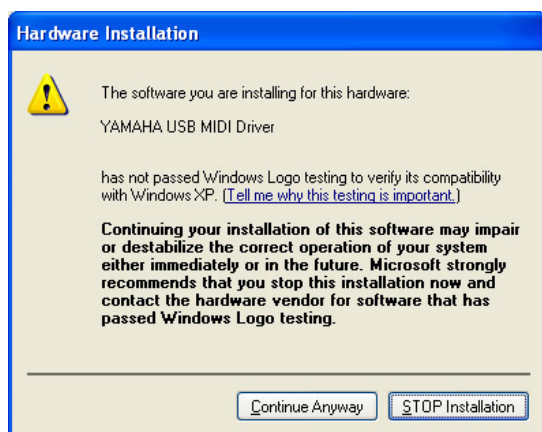 Hardware Installation
The software you are installing for this hardware:
YAMAHA USB MIDI Driver
has not passed Windows Logo testing to verify its compatibility
with Windows XP. (Tell me why this testing is important.)
Continuing your installation of this software may impair
or destabilize the correct operation of your system
either immediately or in the future. Microsoft strongly
recommends that you stop this installation now and
contact the hardware vendor for software that has
passed Windows Logo testing.
Continue Anyway
STOP Installation